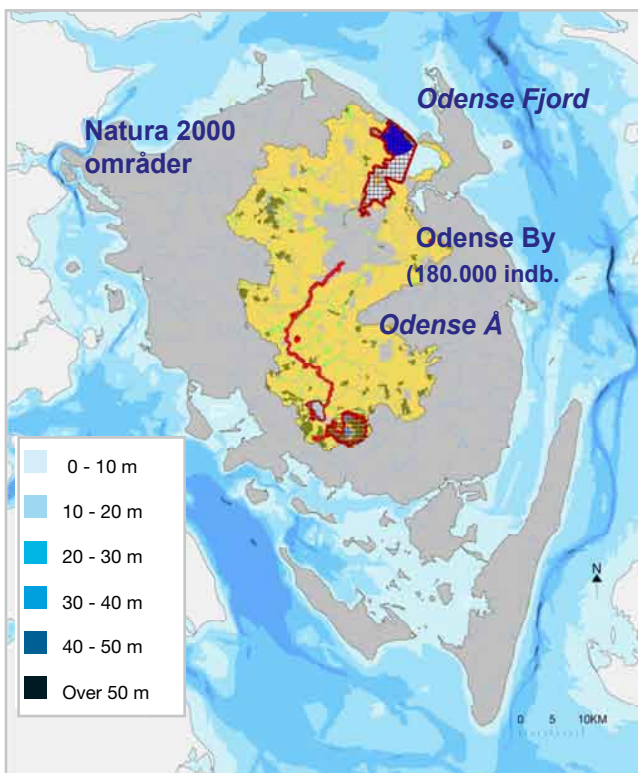 Odense Fjord
Natura 2000
områder
Odense By
(180.000 indb.
Odense Å
0 - 10 m
10 - 20 m
20 - 30 m
30 - 40 m
40 - 50 m
Over 50 m
N
0 5 10KM